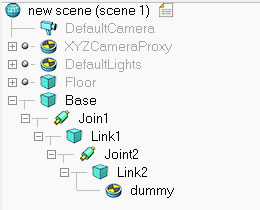 new scene (scene 1)
DefaultCamera
XYZCameraProxy
DefaultLights
Floor
Base
Join1
Link1
Joint2
Link2
dummy